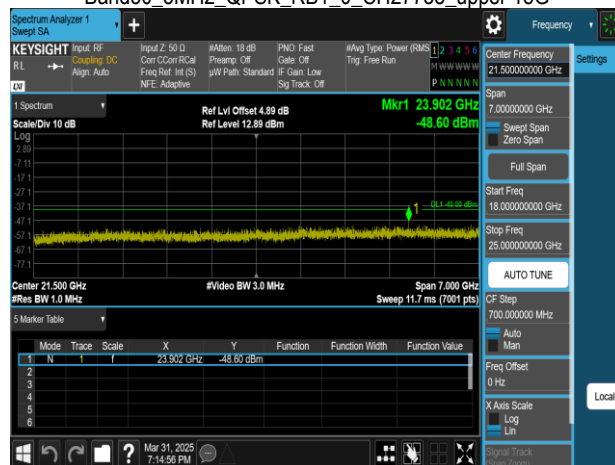 Spectrum Analyzer 1
Swept SA
+
Frequency
KEYSIGHT
RL
LXI
Input: RF
Coupling: DC
Align: Auto
Input Z: 50 Ω
Corr CCorr RCal
Freq Ref: Int (S)
NFE: Adaptive
#Atten: 18 dB
Preamp: Off
µW Path: Standard
PNO: Fast
Gate: Off
IF Gain: Low
Sig Track: Off
#Avg Type: Power (RMS
Trig: Free Run
1 2 3 4 5 6
M W W W W W
P N N N N N
Settings
Center Frequency
21.500000000 GHz
Span
7.00000000 GHz
Swept Span
Zero Span
Full Span
Start Freq
18.000000000 GHz
Stop Freq
25.000000000 GHz
AUTO TUNE
CF Step
700.000000 MHz
Auto
Man
Freq Offset
0 Hz
X Axis Scale
Log
Lin
Signal Track
Local
1 Spectrum
Scale/Div 10 dB
Log
Ref Lvl Offset 4.89 dB
Ref Level 12.89 dBm
Mkr1 23.902 GHz
-48.60 dBm
2.89
-7.11
-17.1
-27.1
-37.1
-47.1
-57.1
-67.1
-77.1
1
DL1 -40.00 dBm
Center 21.500 GHz
#Video BW 3.0 MHz
Span 7.000 GHz
#Res BW 1.0 MHz
Sweep 11.7 ms (7001 pts)
5 Marker Table
Mode Trace Scale X Y Function Function Width Function Value
1 N 1 f 23.902 GHz -48.60 dBm
2
3
4
5
6
?
Mar 31, 2025
7:14:56 PM